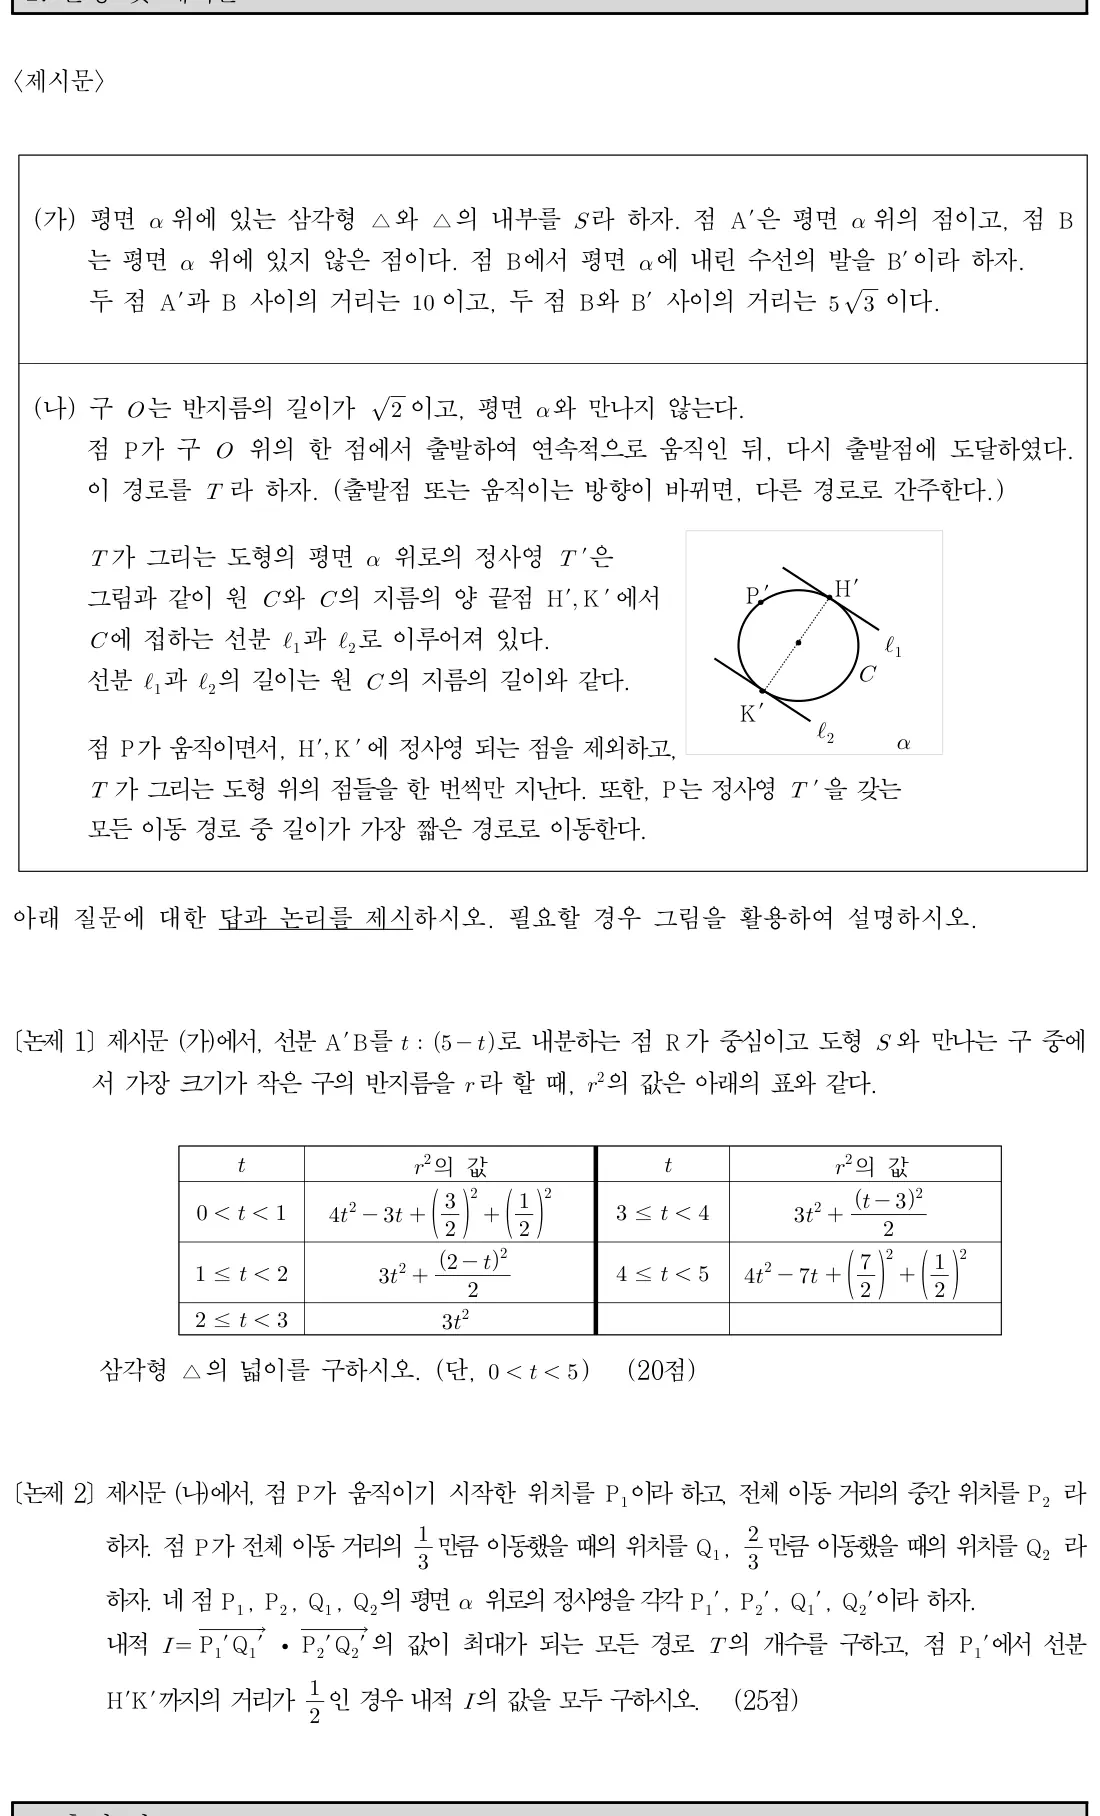 〈제시문〉
(가) 평면 α위에 있는 삼각형 △와 △의 내부를 S라 하자. 점 A′은 평면 α위의 점이고, 점 B
는 평면 α 위에 있지 않은 점이다. 점 B에서 평면 α에 내린 수선의 발을 B′이라 하자.
두 점 A′과 B 사이의 거리는 10이고, 두 점 B와 B′ 사이의 거리는 5√3 이다.
(나) 구 O는 반지름의 길이가 √2이고, 평면 α와 만나지 않는다.
점 P가 구 O 위의 한 점에서 출발하여 연속적으로 움직인 뒤, 다시 출발점에 도달하였다.
이 경로를 T라 하자. (출발점 또는 움직이는 방향이 바뀌면, 다른 경로로 간주한다.)
T가 그리는 도형의 평면 α 위로의 정사영 T′은
그림과 같이 원 C와 C의 지름의 양 끝점 H′, K′에서
C에 접하는 선분 ℓ₁과 ℓ₂로 이루어져 있다.
선분 ℓ₁과 ℓ₂의 길이는 원 C의 지름의 길이와 같다.
P′ H′
ℓ₁
C
K′
ℓ₂
α
점 P가 움직이면서, H′, K′에 정사영 되는 점을 제외하고,
T가 그리는 도형 위의 점들을 한 번씩만 지난다. 또한, P는 정사영 T′을 갖는
모든 이동 경로 중 길이가 가장 짧은 경로로 이동한다.
아래 질문에 대한 답과 논리를 제시하시오. 필요할 경우 그림을 활용하여 설명하시오.
[논제 1] 제시문 (가)에서, 선분 A′B를 t : (5−t)로 내분하는 점 R가 중심이고 도형 S와 만나는 구 중에
서 가장 크기가 작은 구의 반지름을 r라 할 때, r²의 값은 아래의 표와 같다.
t r²의 값 t r²의 값
0 < t < 1 4t² − 3t + (3/2)² + (1/2)² 3 ≤ t < 4 3t² + (t−3)²/2
1 ≤ t < 2 3t² + (2−t)²/2 4 ≤ t < 5 4t² − 7t + (7/2)² + (1/2)²
2 ≤ t < 3 3t²
삼각형 △의 넓이를 구하시오. (단, 0 < t < 5) (20점)
[논제 2] 제시문 (나)에서, 점 P가 움직이기 시작한 위치를 P₁이라 하고, 전체 이동 거리의 중간 위치를 P₂ 라
하자. 점 P가 전체 이동 거리의 1/3만큼 이동했을 때의 위치를 Q₁, 2/3만큼 이동했을 때의 위치를 Q₂ 라
하자. 네 점 P₁, P₂, Q₁, Q₂의 평면 α 위로의 정사영을 각각 P₁′, P₂′, Q₁′, Q₂′이라 하자.
내적 I= \overrightarrow{P₁′Q₁′} • \overrightarrow{P₂′Q₂′}의 값이 최대가 되는 모든 경로 T의 개수를 구하고, 점 P₁′에서 선분
H′K′까지의 거리가 1/2인 경우 내적 I의 값을 모두 구하시오. (25점)